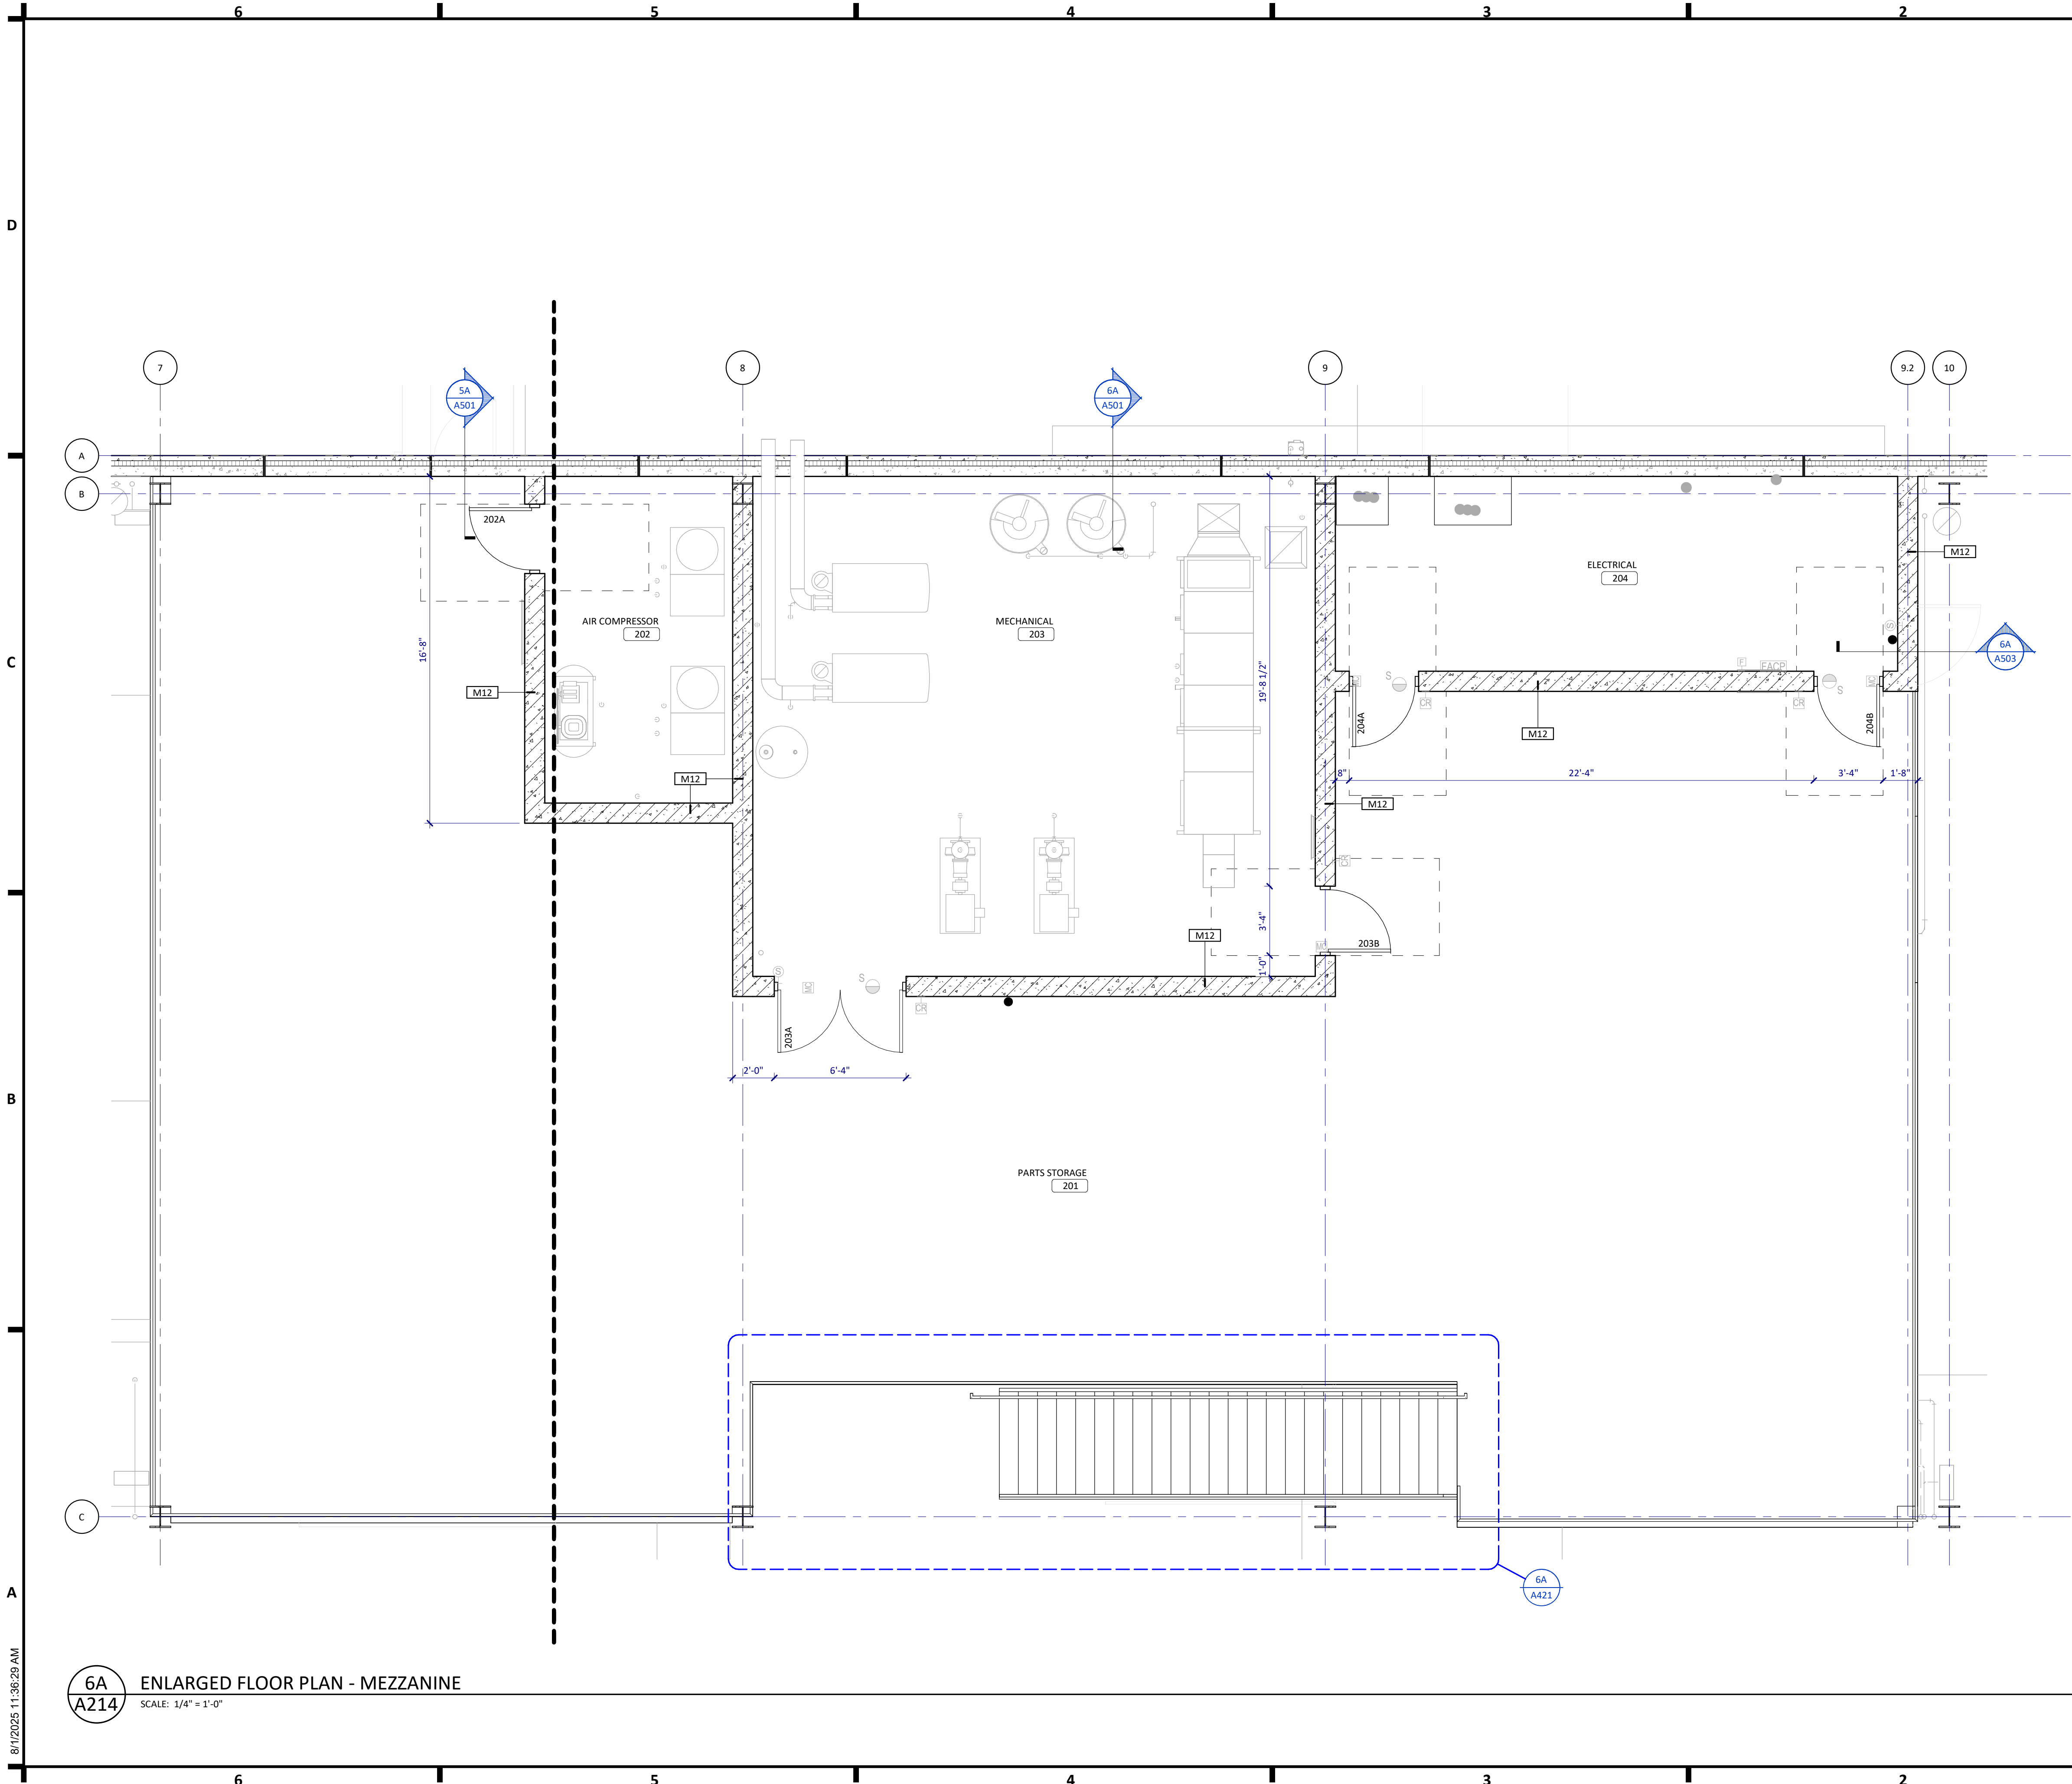 6 5 4 3 2
D
7 8 9 9.2 10
5A
A501
6A
A501
A
B
202A
M12
ELECTRICAL
204
AIR COMPRESSOR
202
MECHANICAL
203
16'-8"
S
6A
A503
19'-8 1/2"
C
F
FACP
S
S
MC
M12
CR
CR
204A
204B
M12
M12
8"
22'-4"
3'-4"
1'-8"
M12
CR
3'-4"
M12
MC
203B
1'-0"
S
S
MC
CR
203A
2'-0"
6'-4"
B
PARTS STORAGE
201
C
6A
A421
A
6A
A214
ENLARGED FLOOR PLAN - MEZZANINE
SCALE: 1/4" = 1'-0"
8/1/2025 11:36:29 AM
6 5 4 3 2